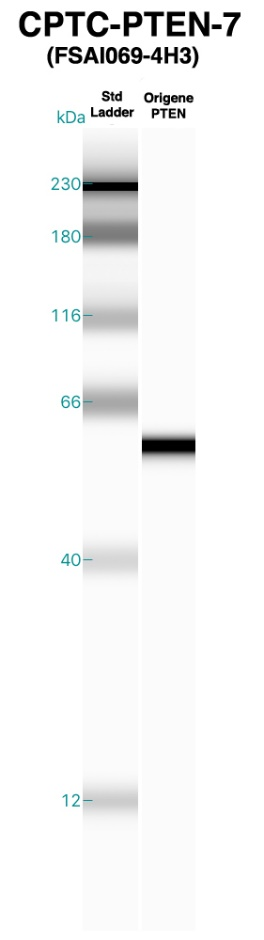 CPTC-PTEN-7
(FSAI069-4H3)
Std
Ladder
Origene
PTEN
kDa
230
180
116
66
40
12